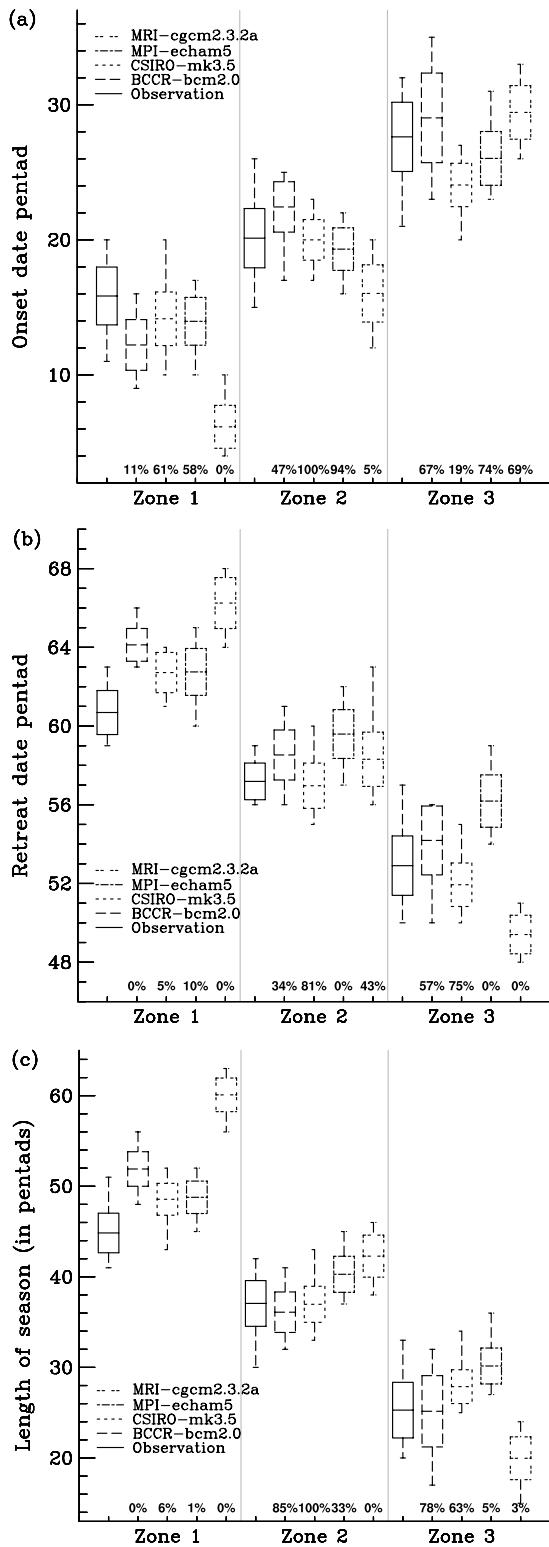 (a)
MRI-cgcm2.3.2a
MPI-echam5
CSIRO-mk3.5
BCCR-bcm2.0
Observation
Onset date pentad
30
20
10
11% 61% 58% 0%
47% 100% 94% 5%
67% 19% 74% 69%
Zone 1 Zone 2 Zone 3
(b)
Retreat date pentad
68
64
60
56
52
48
MRI-cgcm2.3.2a
MPI-echam5
CSIRO-mk3.5
BCCR-bcm2.0
Observation
0% 5% 10% 0%
34% 81% 0% 43%
57% 75% 0% 0%
Zone 1 Zone 2 Zone 3
(c)
Length of season (in pentads)
60
50
40
30
20
MRI-cgcm2.3.2a
MPI-echam5
CSIRO-mk3.5
BCCR-bcm2.0
Observation
0% 6% 1% 0%
85% 100% 33% 0%
78% 63% 5% 3%
Zone 1 Zone 2 Zone 3